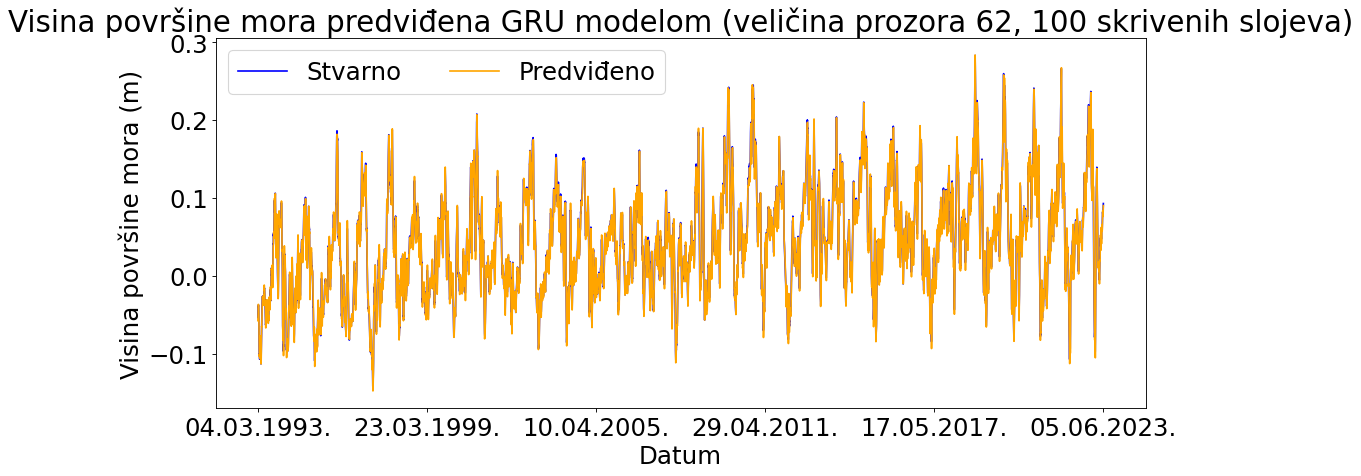 Visina površine mora predviđena GRU modelom (veličina prozora 62, 100 skrivenih slojeva)
Stvarno Predviđeno
Visina površine mora (m)
0.3
0.2
0.1
0.0
−0.1
04.03.1993. 23.03.1999. 10.04.2005. 29.04.2011. 17.05.2017. 05.06.2023.
Datum